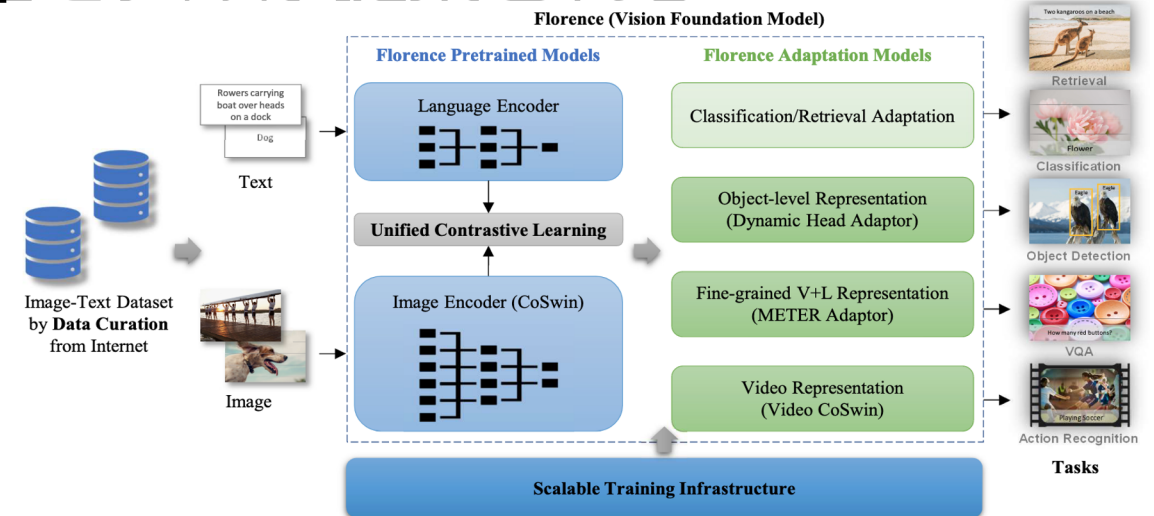 Florence (Vision Foundation Model)
Florence Pretrained Models
Florence Adaptation Models
Rowers carrying
boat over heads
on a dock
Dog
Text
Image-Text Dataset
by Data Curation
from Internet
Image
Language Encoder
Unified Contrastive Learning
Image Encoder (CoSwin)
Classification/Retrieval Adaptation
Object-level Representation
(Dynamic Head Adaptor)
Fine-grained V+L Representation
(METER Adaptor)
Video Representation
(Video CoSwin)
Two kangaroos on a beach
Retrieval
Flower
Classification
Eagle
Eagle
Object Detection
How many red buttons?
VQA
Playing Soccer
Action Recognition
Tasks
Scalable Training Infrastructure